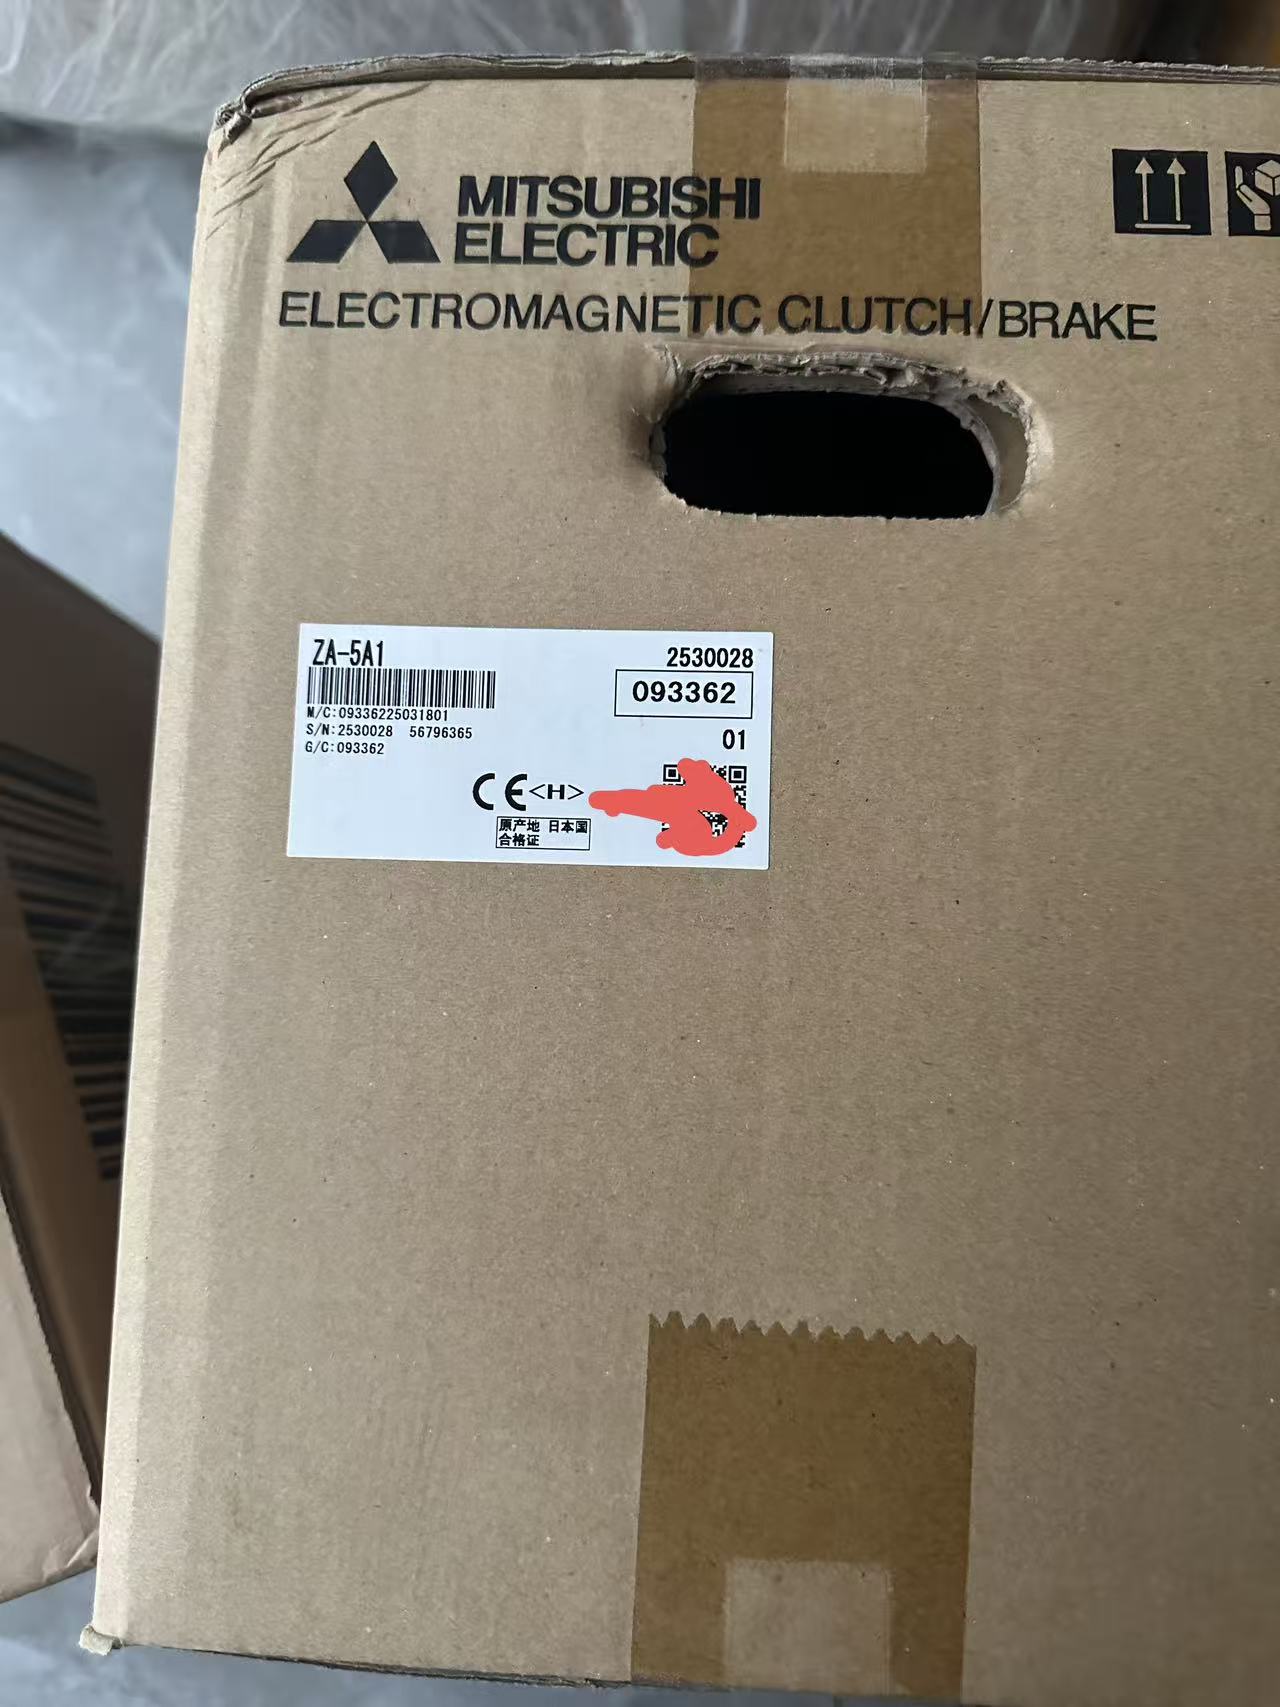 MITSUBISHI
ELECTRIC
ELECTROMAGNETIC CLUTCH/BRAKE
ZA-5A1
2530028
093362
M/C:09336225031801
S/N:2530028 56796365
G/C:093362
01
CE<H>
原产地 日本国
合格证